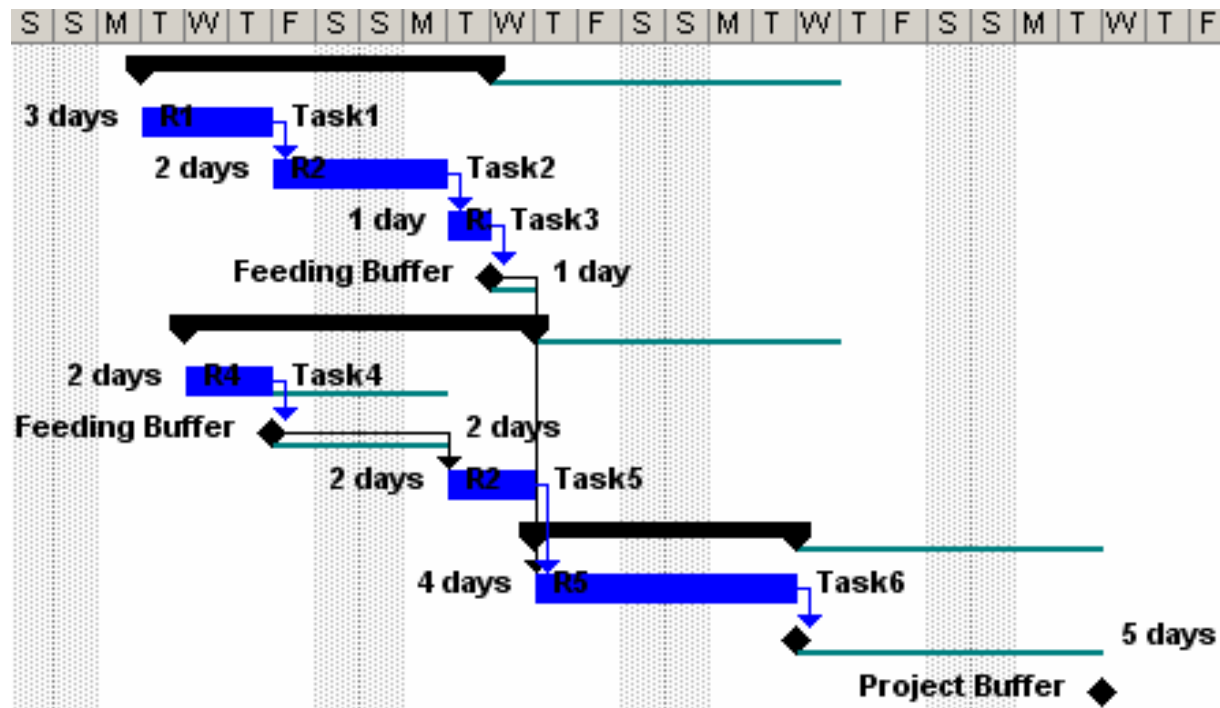 S S M T W T F S S M T W T F S S M T W T F S S M T W T F
3 days R1 Task1
2 days R2 Task2
1 day Task3
Feeding Buffer 1 day
2 days R4 Task4
Feeding Buffer 2 days
2 days R2 Task5
4 days R5 Task6
5 days
Project Buffer